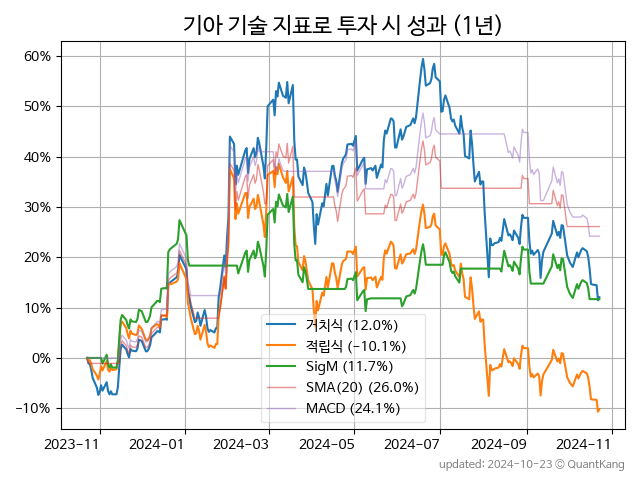 기아 기술 지표로 투자 시 성과 (1년)
60%
50%
40%
30%
20%
10%
0%
−10%
거치식 (12.0%)
적립식 (−10.1%)
SigM (11.7%)
SMA(20) (26.0%)
MACD (24.1%)
2023-11
2024-01
2024-03
2024-05
2024-07
2024-09
2024-11
updated: 2024-10-23 © QuantKang